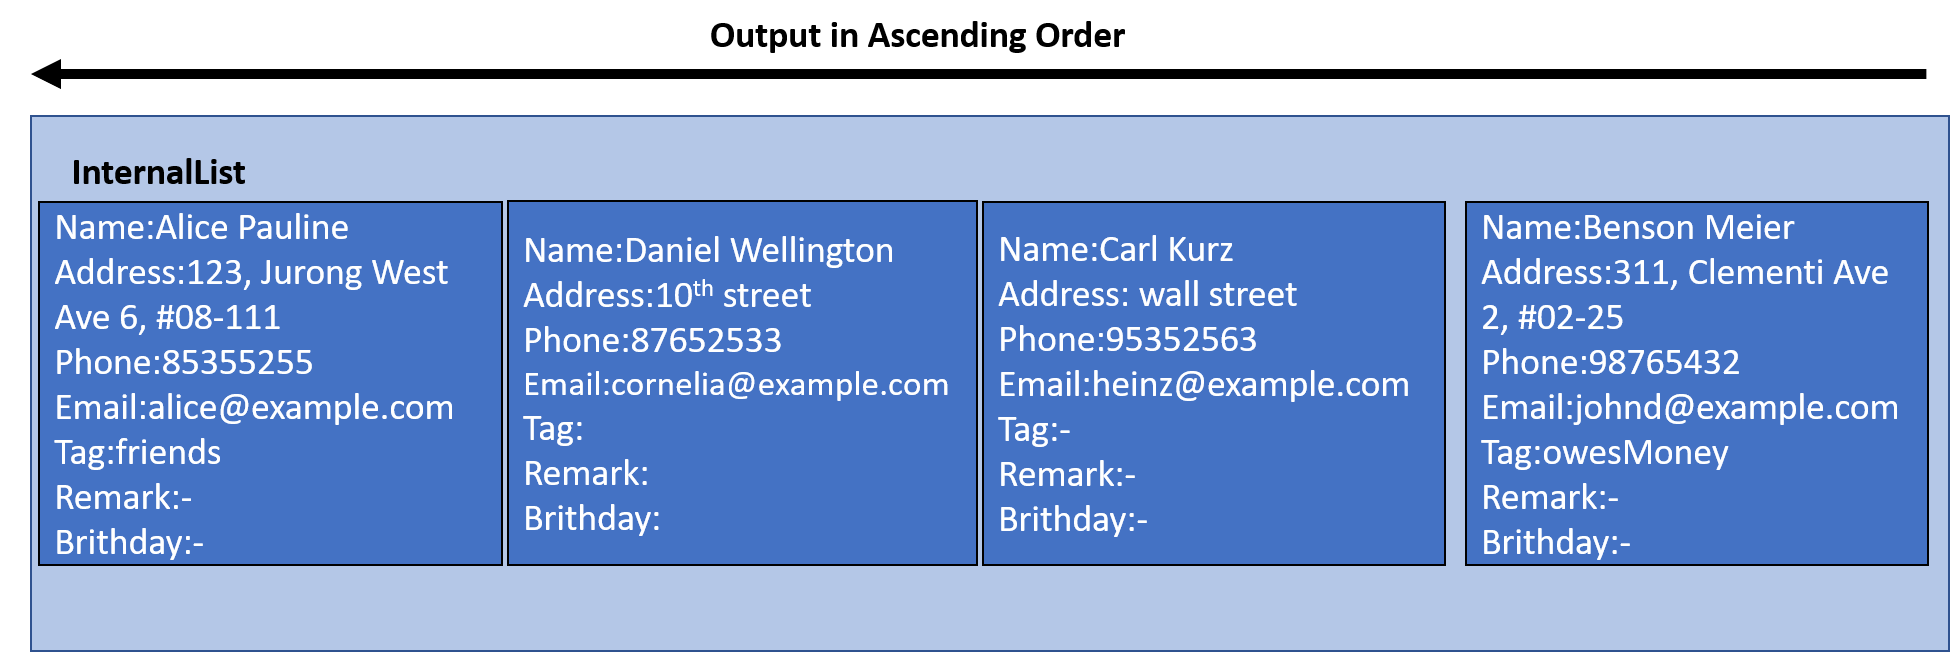 Output in Ascending Order
InternalList
Name:Alice Pauline
Address:123, Jurong West
Ave 6, #08-111
Phone:85355255
Email:alice@example.com
Tag:friends
Remark:-
Brithday:-
Name:Daniel Wellington
Address:10th street
Phone:87652533
Email:cornelia@example.com
Tag:
Remark:
Brithday:
Name:Carl Kurz
Address: wall street
Phone:95352563
Email:heinz@example.com
Tag:-
Remark:-
Brithday:-
Name:Benson Meier
Address:311, Clementi Ave
2, #02-25
Phone:98765432
Email:johnd@example.com
Tag:owesMoney
Remark:-
Brithday:-